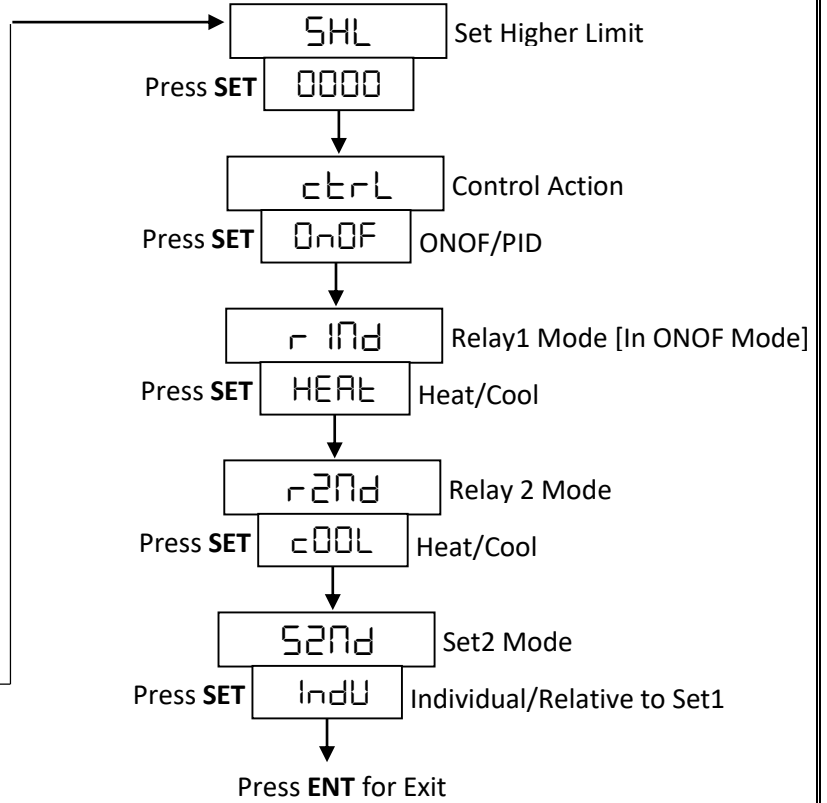 SHL Set Higher Limit
Press SET 0000
ctrL Control Action
Press SET OnOF ONOF/PID
r1Md Relay1 Mode [In ONOF Mode]
Press SET HEAt Heat/Cool
r2Md Relay 2 Mode
Press SET cOOL Heat/Cool
S2Md Set2 Mode
Press SET IndU Individual/Relative to Set1
Press ENT for Exit